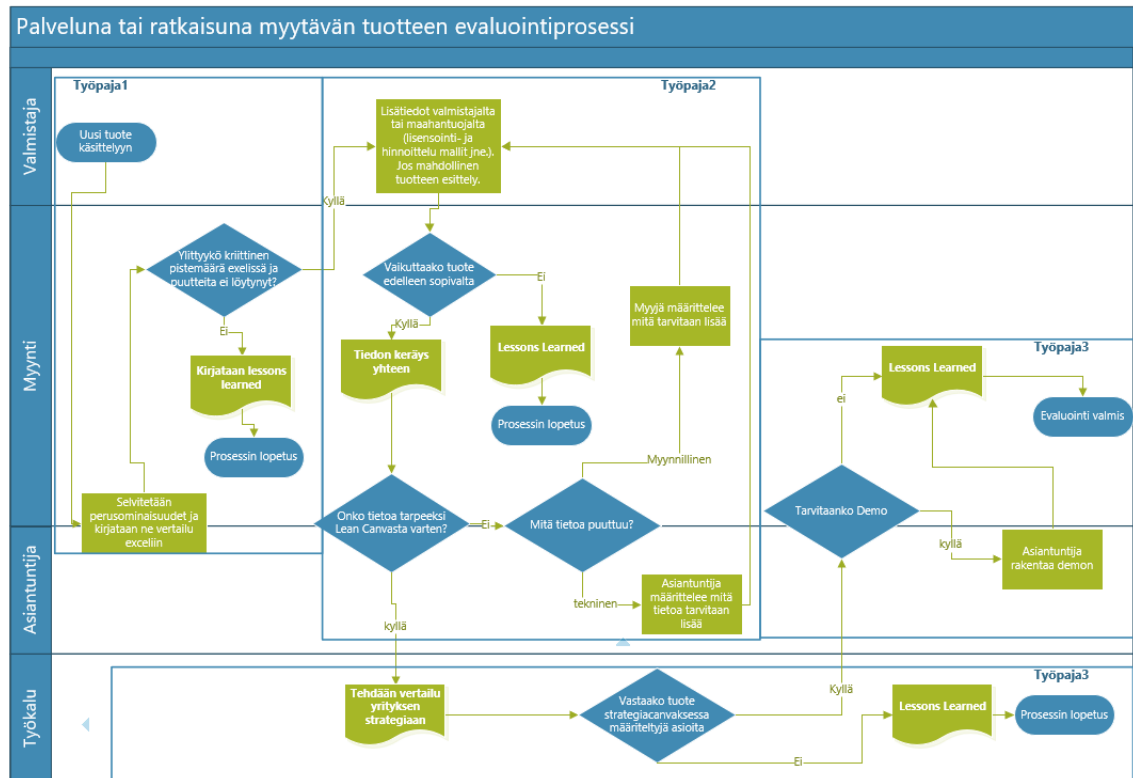 Palveluna tai ratkaisuna myytävän tuotteen evaluointiprosessi
Valmistaja
Työpaja1
Uusi tuote
käsittelyyn
Työpaja2
Lisätiedot valmistajalta
tai maahantuojalta
(lisensointi- ja
hinnoittelu mallit jne.).
Jos mahdollinen
tuotteen esittely.
Kyllä
Myynti
Ylittyykö kriittinen
pistemäärä exelissä ja
puutteita ei löytynyt?
Ei
Kirjataan lessons
learned
Prosessin lopetus
Selvitetään
perusominaisuudet ja
kirjataan ne vertailu
exceliin
Vaikuttaako tuote
edelleen sopivalta
Ei
Kyllä
Tiedon keräys
yhteen
Lessons Learned
Prosessin lopetus
Myyjä määrittelee
mitä tarvitaan lisää
Myynnillinen
Onko tietoa tarpeeksi
Lean Canvasta varten?
Ei
Mitä tietoa puuttuu?
Työpaja3
Lessons Learned
Evaluointi valmis
ei
Tarvitaanko Demo
kyllä
Asiantuntija
rakentaa demon
Asiantuntija
tekninen
Asiantuntija
määrittelee mitä
tietoa tarvitaan
lisää
kyllä
Työkalu
Työpaja3
Tehdään vertailu
yrityksen
strategiaan
Vastaako tuote
strategiacanvaksessa
määriteltyjä asioita
Kyllä
Ei
Lessons Learned
Prosessin lopetus